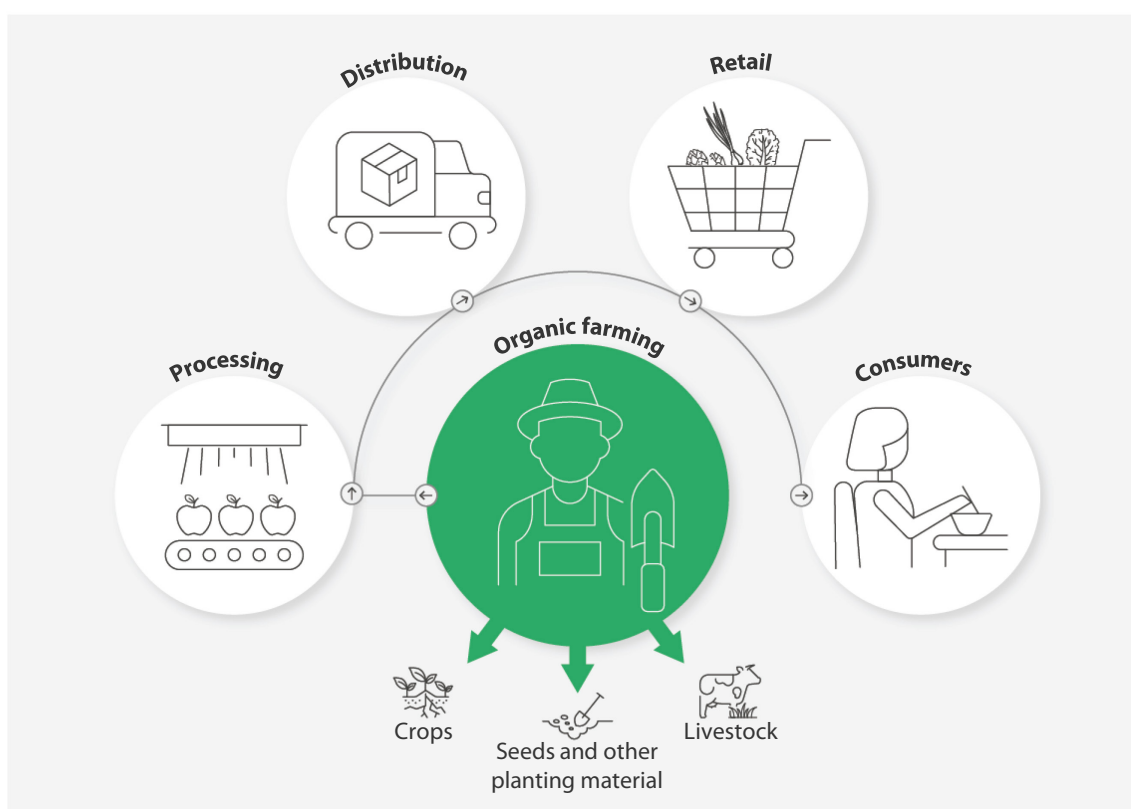 Distribution
Retail
Processing
Organic farming
Consumers
Crops
Seeds and other
planting material
Livestock